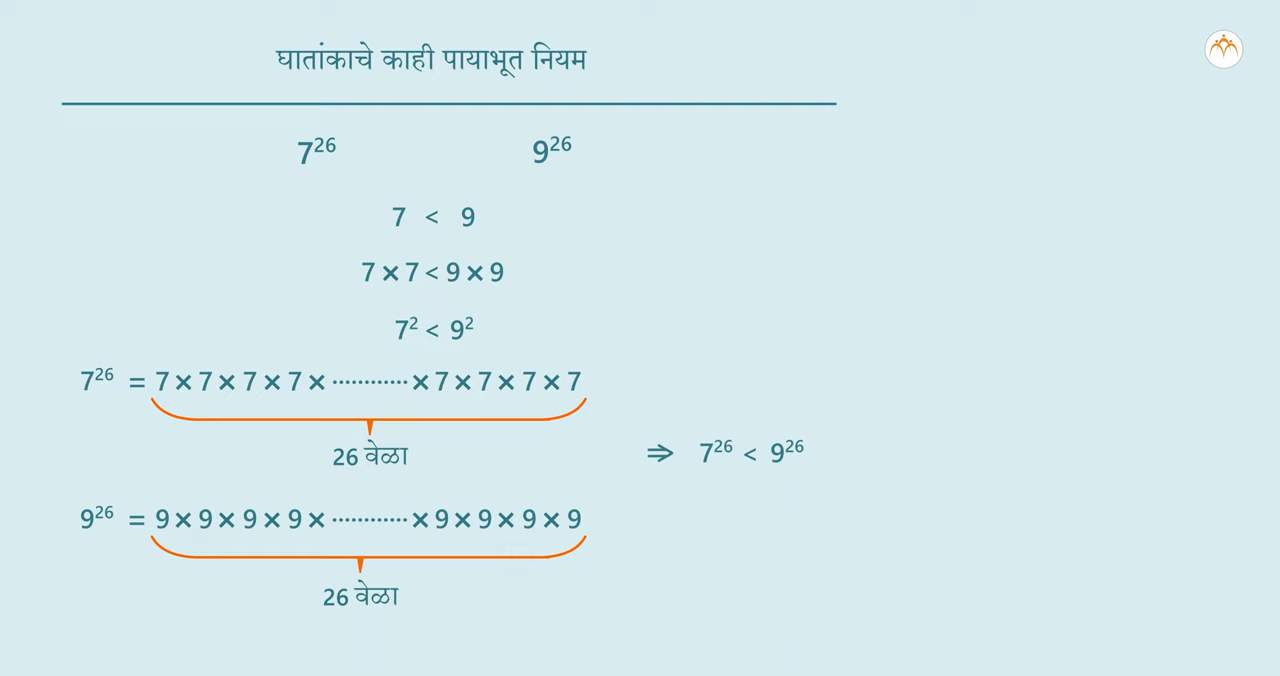 घातांकाचे काही पायाभूत नियम
7²⁶ 9²⁶
7 < 9
7 × 7 < 9 × 9
7² < 9²
7²⁶ = 7 × 7 × 7 × 7 × ············ × 7 × 7 × 7 × 7
26 वेळा
⇒ 7²⁶ < 9²⁶
9²⁶ = 9 × 9 × 9 × 9 × ············ × 9 × 9 × 9 × 9
26 वेळा